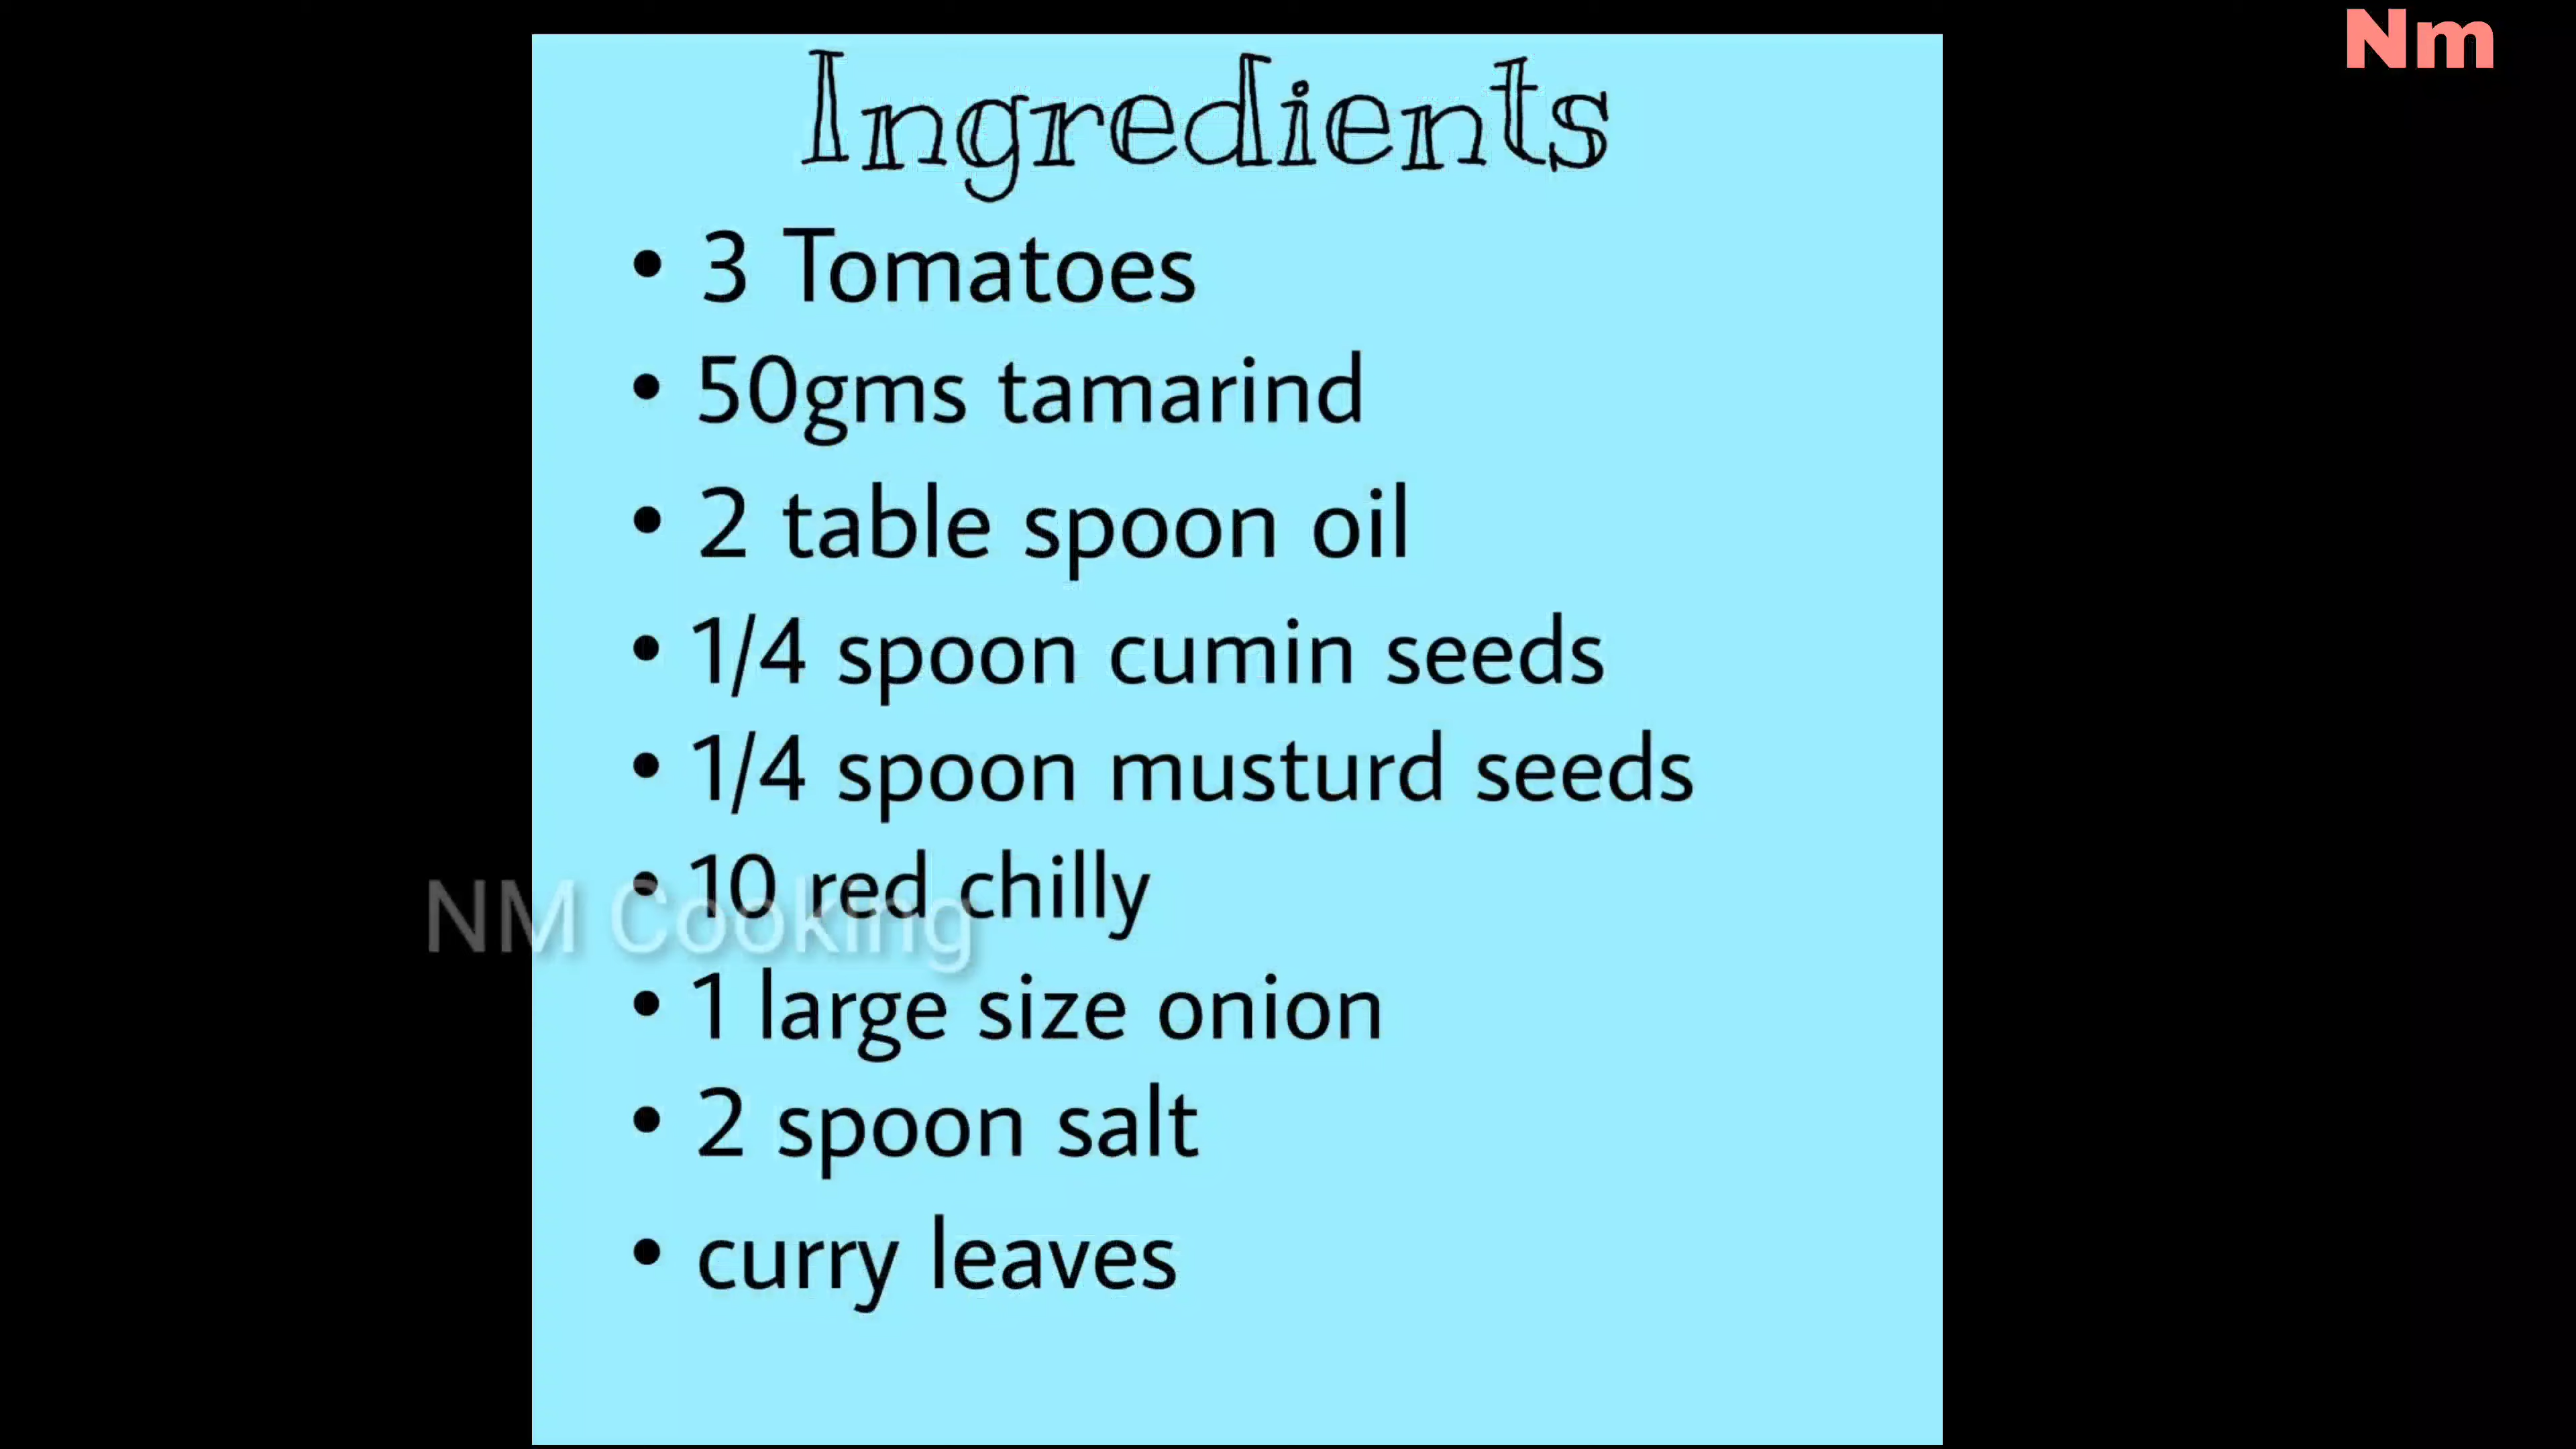 Nm
Ingredients
• 3 Tomatoes
• 50gms tamarind
• 2 table spoon oil
• 1/4 spoon cumin seeds
• 1/4 spoon musturd seeds
• 10 red chilly
NM Cooking
• 1 large size onion
• 2 spoon salt
• curry leaves